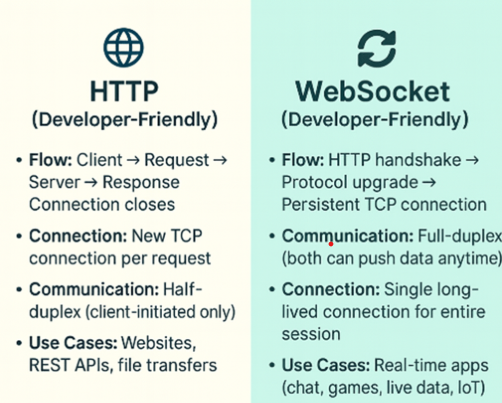 HTTP
(Developer-Friendly)
• Flow: Client → Request →
Server → Response
Connection closes
• Connection: New TCP
connection per request
• Communication: Half-
duplex (client-initiated only)
• Use Cases: Websites,
REST APIs, file transfers
WebSocket
(Developer-Friendly)
• Flow: HTTP handshake →
Protocol upgrade →
Persistent TCP connection
• Communication: Full-duplex
(both can push data anytime)
• Connection: Single long-
lived connection for entire
session
• Use Cases: Real-time apps
(chat, games, live data, IoT)